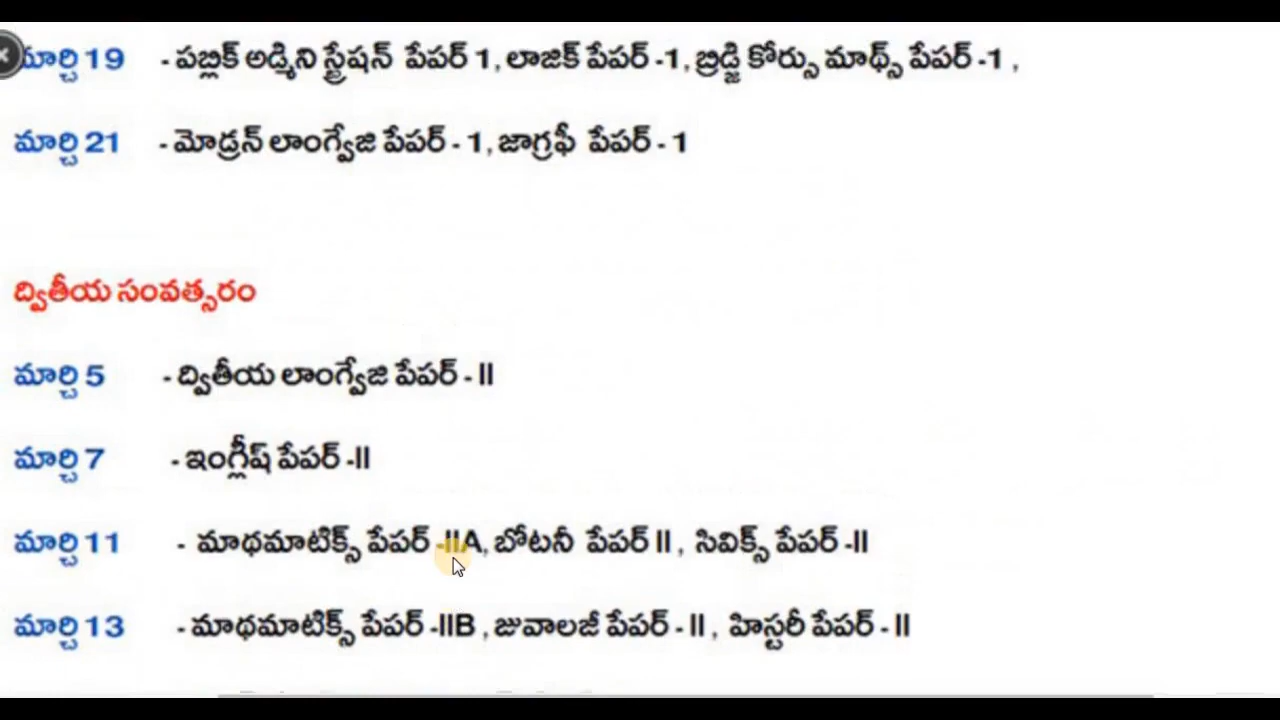 మార్చి 19 - పబ్లిక్ అడ్మిని స్ట్రేషన్ పేపర్ 1, లాజిక్ పేపర్ -1, బ్రిడ్జి కోర్సు మాథ్స్ పేపర్ -1 ,
మార్చి 21 - మోడ్రన్ లాంగ్వేజి పేపర్ - 1, జాగ్రఫీ పేపర్ - 1
ద్వితీయ సంవత్సరం
మార్చి 5 - ద్వితీయ లాంగ్వేజి పేపర్ - II
మార్చి 7 - ఇంగ్లీష్ పేపర్ -II
మార్చి 11 - మాథమాటిక్స్ పేపర్ -IIA, బోటనీ పేపర్ II , సివిక్స్ పేపర్ -II
మార్చి 13 - మాథమాటిక్స్ పేపర్ -IIB , జువాలజీ పేపర్ - II , హిస్టరీ పేపర్ - II